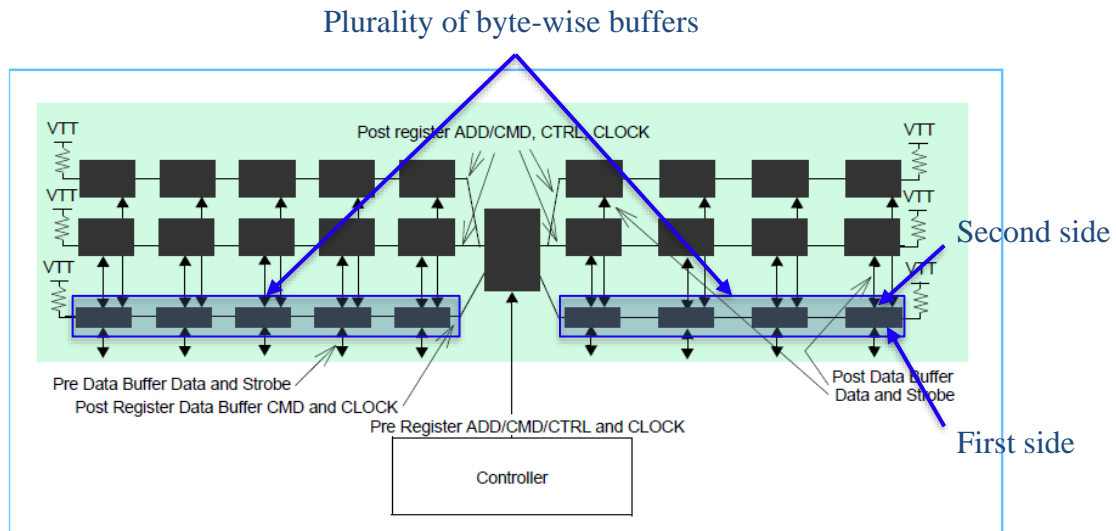 Plurality of byte-wise buffers
VTT
Post register ADD/CMD, CTRL, CLOCK
VTT
VTT
VTT
Second side
VTT
VTT
Pre Data Buffer Data and Strobe
Post Data Buffer
Data and Strobe
Post Register Data Buffer CMD and CLOCK
Pre Register ADD/CMD/CTRL and CLOCK
First side
Controller